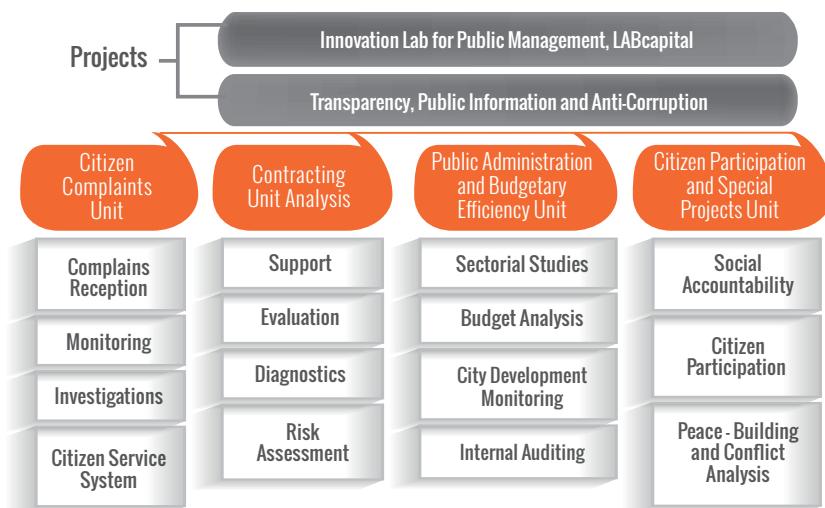 Projects
Innovation Lab for Public Management, LABcapital
Transparency, Public Information and Anti-Corruption
Citizen
Complaints
Unit
Complains
Reception
Monitoring
Investigations
Citizen Service
System
Contracting
Unit Analysis
Support
Evaluation
Diagnostics
Risk
Assessment
Public Administration
and Budgetary
Efficiency Unit
Sectorial Studies
Budget Analysis
City Development
Monitoring
Internal Auditing
Citizen Participation
and Special
Projects Unit
Social
Accountability
Citizen
Participation
Peace - Building
and Conflict
Analysis